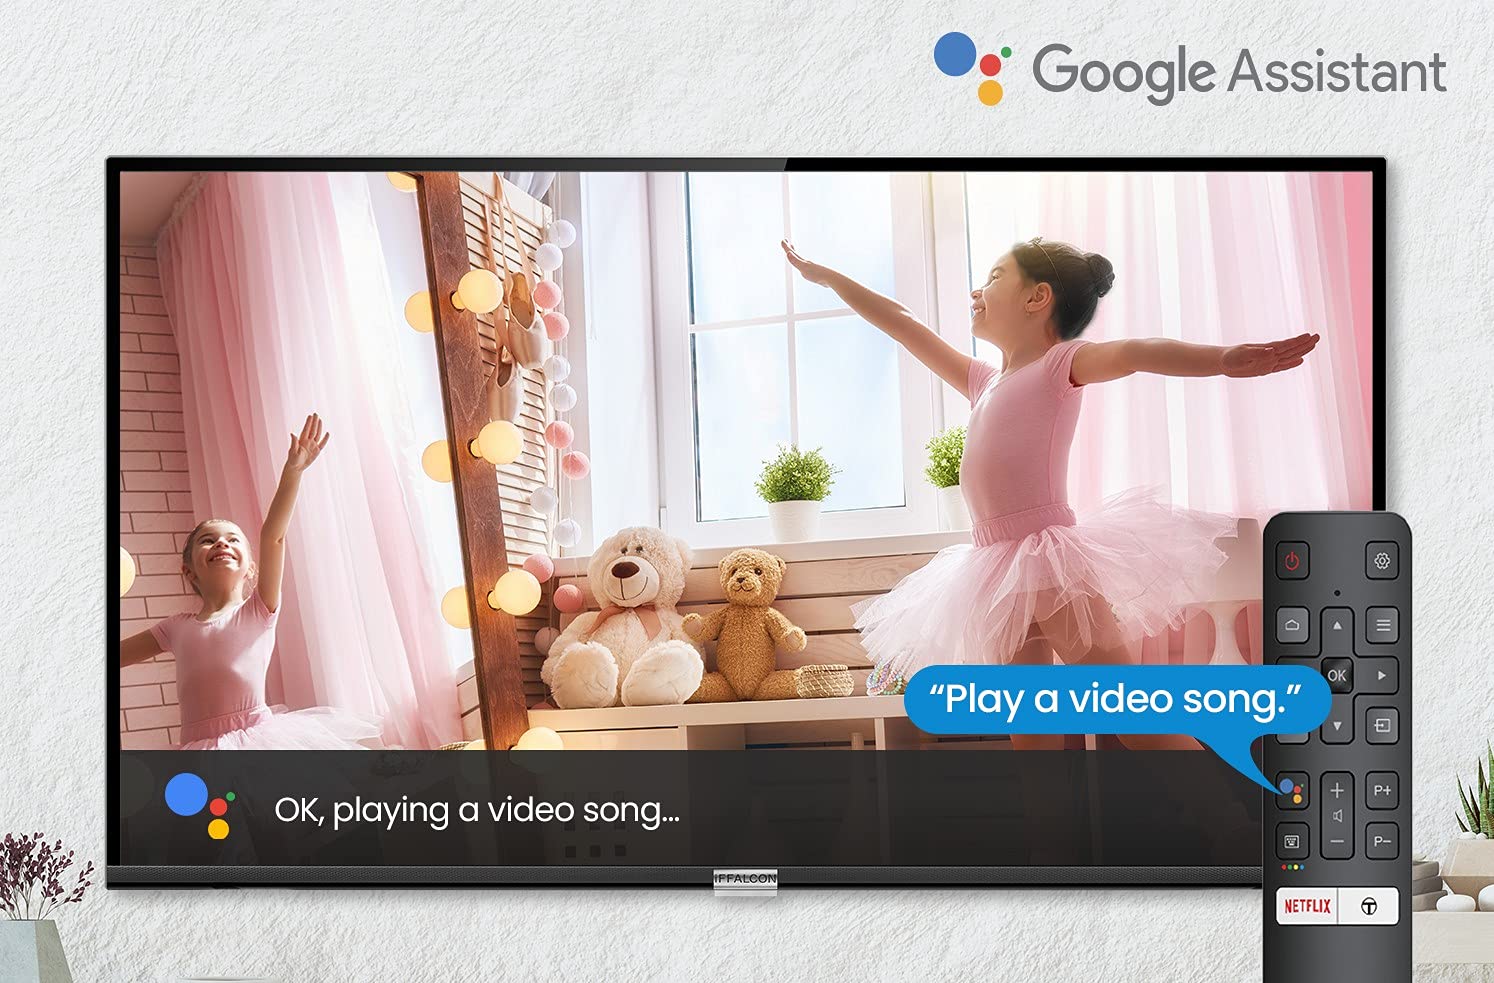 Google Assistant
“Play a video song.”
OK, playing a video song...
iFFALCON
OK
P+
P−
NETFLIX